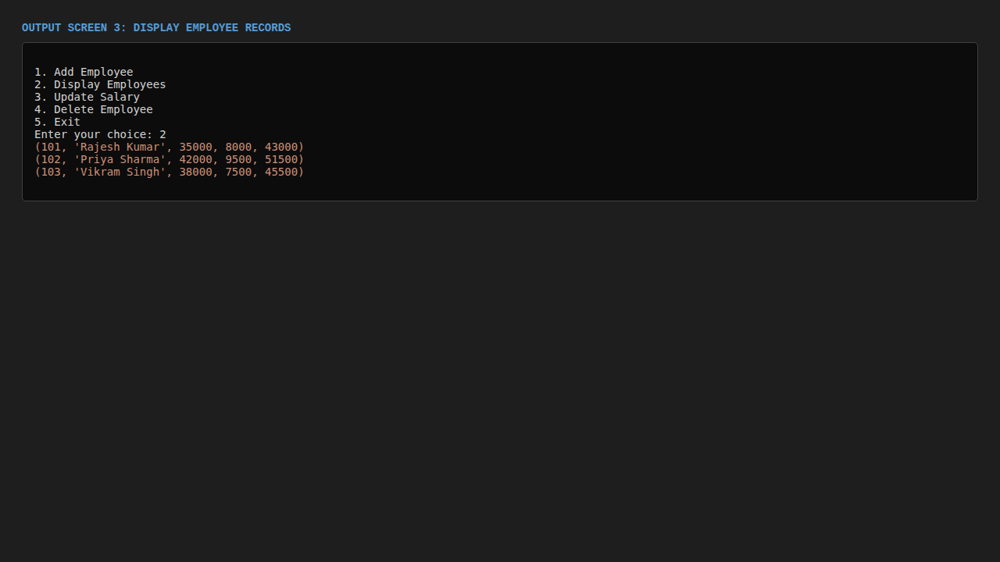 OUTPUT SCREEN 3: DISPLAY EMPLOYEE RECORDS
1. Add Employee
2. Display Employees
3. Update Salary
4. Delete Employee
5. Exit
Enter your choice: 2
(101, 'Rajesh Kumar', 35000, 8000, 43000)
(102, 'Priya Sharma', 42000, 9500, 51500)
(103, 'Vikram Singh', 38000, 7500, 45500)